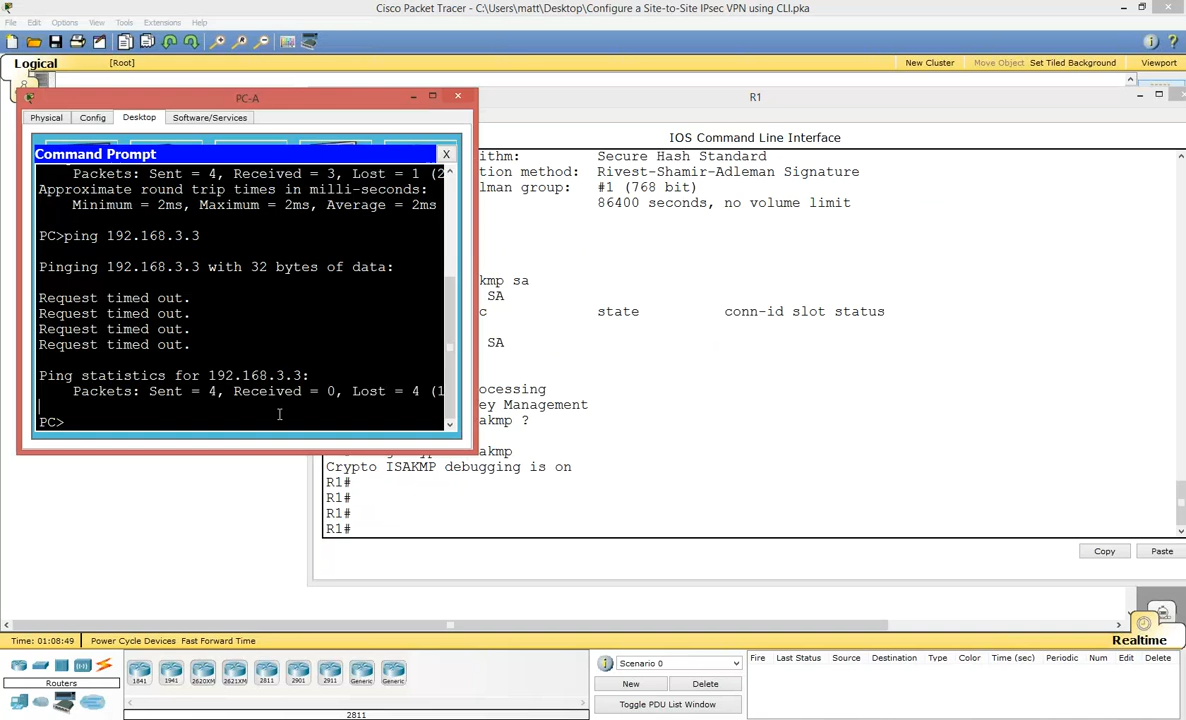 Cisco Packet Tracer - C:\Users\matt\Desktop\Configure a Site-to-Site IPsec VPN using CLI.pka
File Edit Options View Tools Extensions Help
Logical
[Root]
New Cluster
Move Object
Set Tiled Background
Viewport
PC-A
Physical Config Desktop Software/Services
Command Prompt
X
Packets: Sent = 4, Received = 3, Lost = 1 (2
Approximate round trip times in milli-seconds:
Minimum = 2ms, Maximum = 2ms, Average = 2ms
PC>ping 192.168.3.3
Pinging 192.168.3.3 with 32 bytes of data:
Request timed out.
Request timed out.
Request timed out.
Request timed out.
Ping statistics for 192.168.3.3:
Packets: Sent = 4, Received = 0, Lost = 4 (1
PC>
R1
IOS Command Line Interface
ithm: Secure Hash Standard
tion method: Rivest-Shamir-Adleman Signature
lman group: #1 (768 bit)
86400 seconds, no volume limit
kmp sa
SA
c state conn-id slot status
SA
ocessing
ey Management
kmp ?
akmp
Crypto ISAKMP debugging is on
R1#
R1#
R1#
R1#
Copy
Paste
Time: 01:08:49
Power Cycle Devices Fast Forward Time
Realtime
Routers
1841 1941 2620XM 2621XM 2811 2901 2911 Generic Generic
2811
Scenario 0
New
Delete
Toggle PDU List Window
Fire Last Status Source Destination Type Color Time (sec) Periodic Num Edit Delete